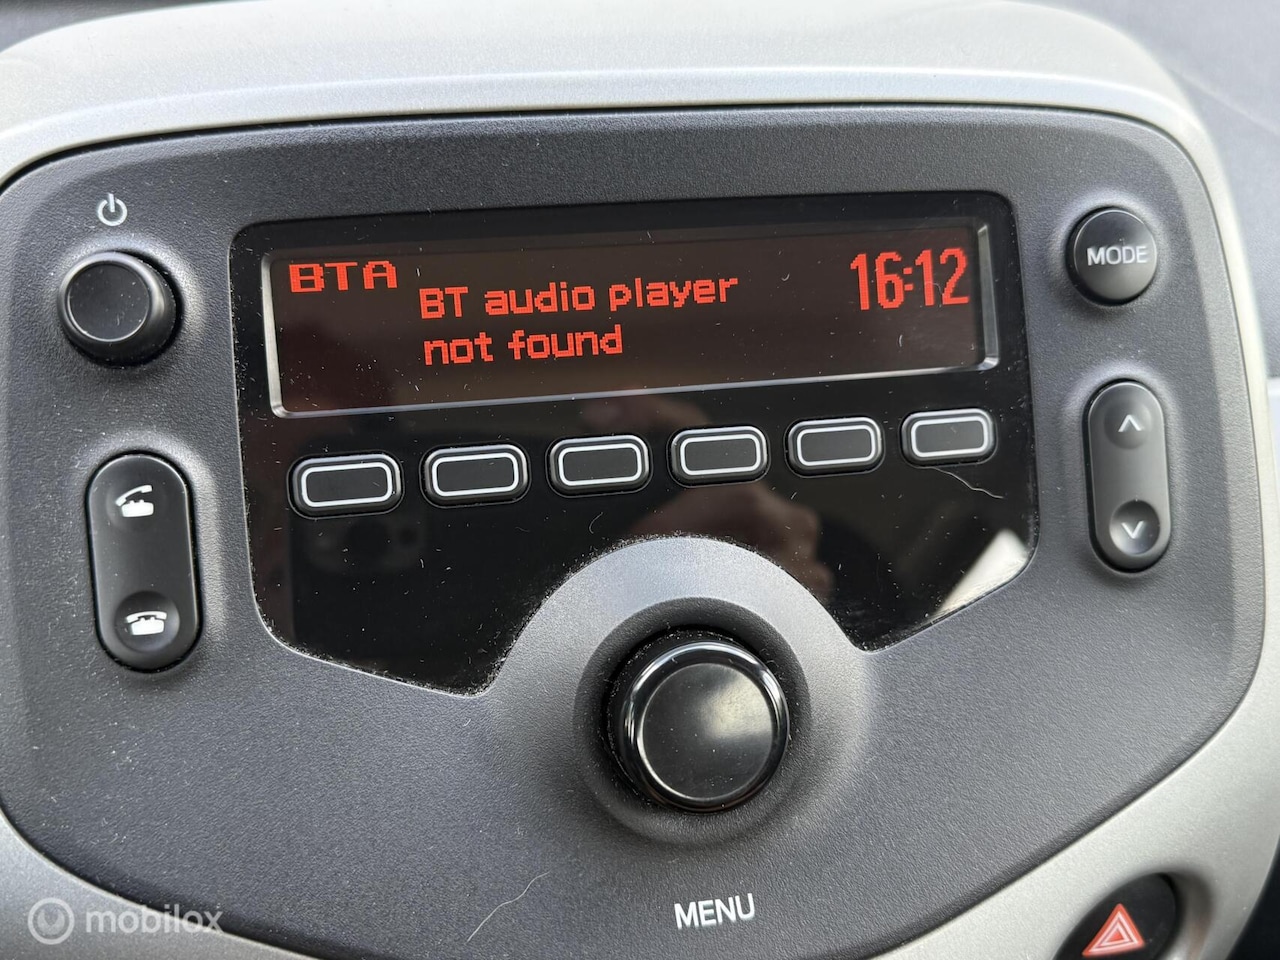 BTA
BT audio player
not found
16:12
MODE
MENU
mobilox